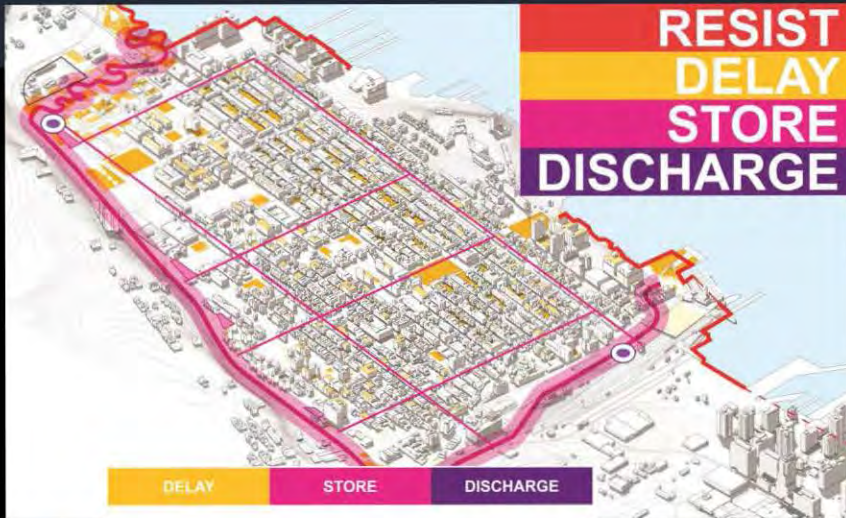 RESIST
DELAY
STORE
DISCHARGE
DELAY STORE DISCHARGE